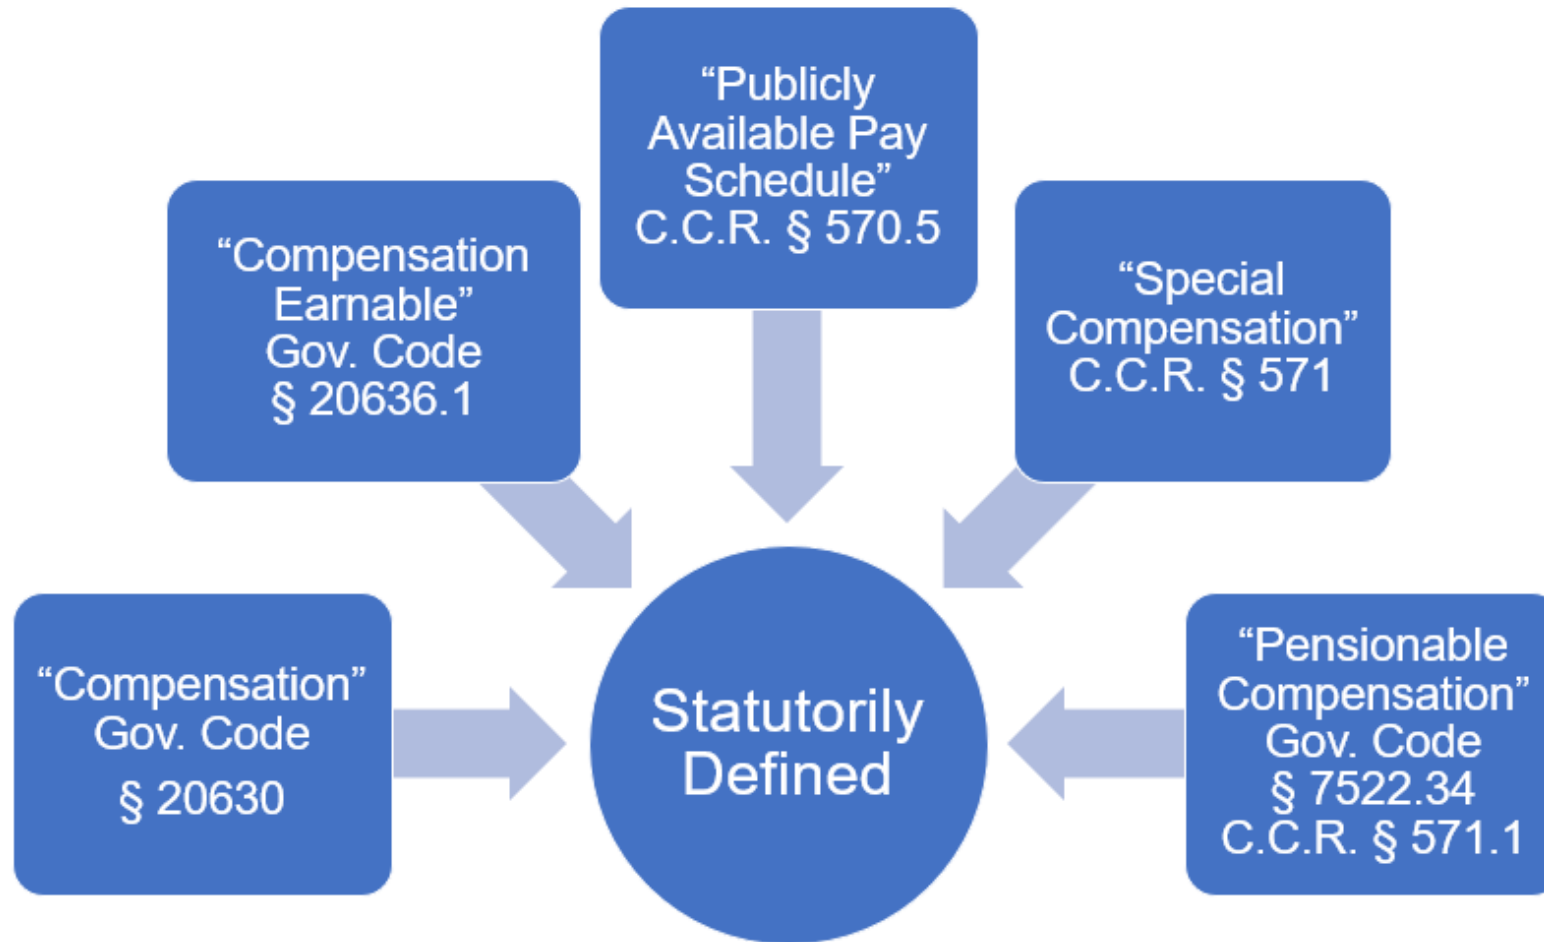 “Publicly
Available Pay
Schedule”
C.C.R. § 570.5
“Compensation
Earnable”
Gov. Code
§ 20636.1
“Special
Compensation”
C.C.R. § 571
“Compensation”
Gov. Code
§ 20630
Statutorily
Defined
“Pensionable
Compensation”
Gov. Code
§ 7522.34
C.C.R. § 571.1